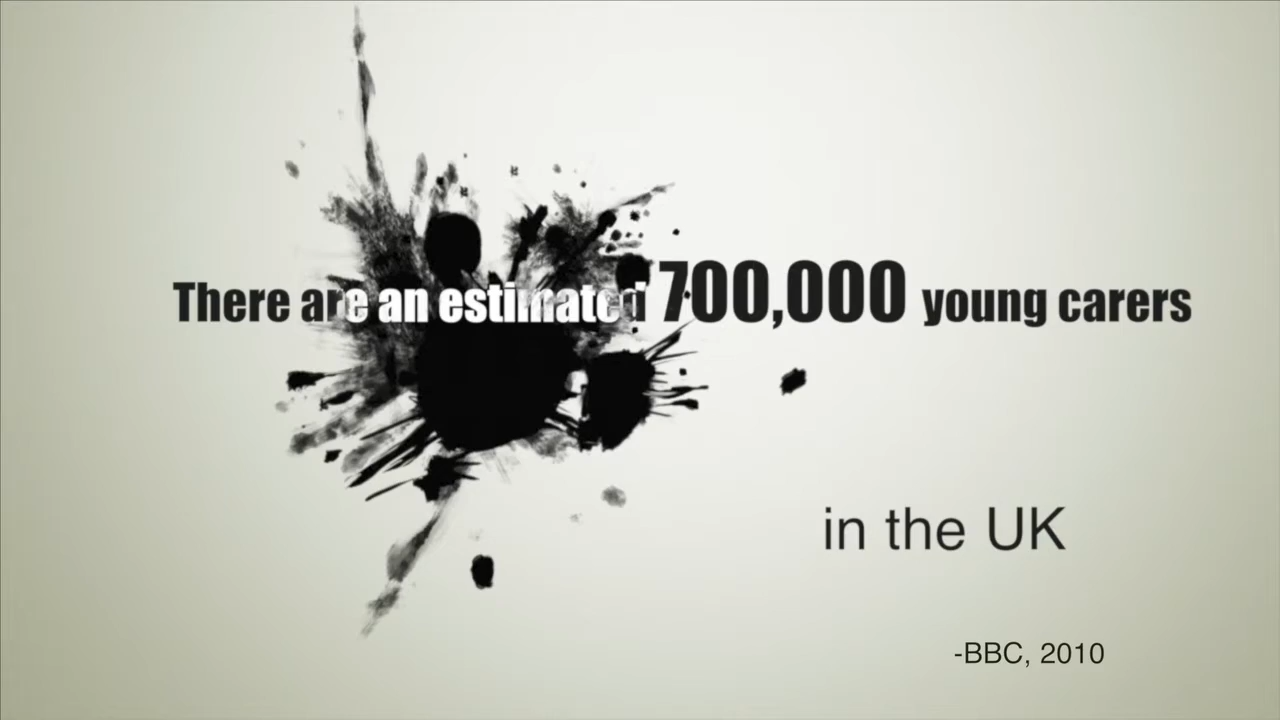 There are an estimated 700,000 young carers
in the UK
-BBC, 2010